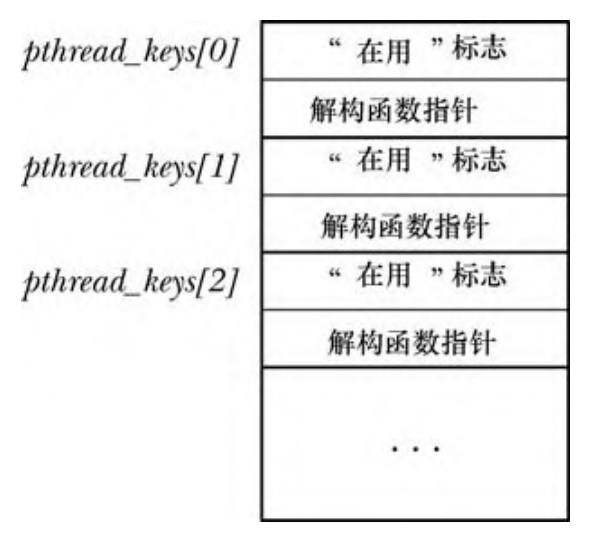 pthread_keys[0] “ 在用 ”标志
解构函数指针
pthread_keys[1] “ 在用 ”标志
解构函数指针
pthread_keys[2] “ 在用 ”标志
解构函数指针
...